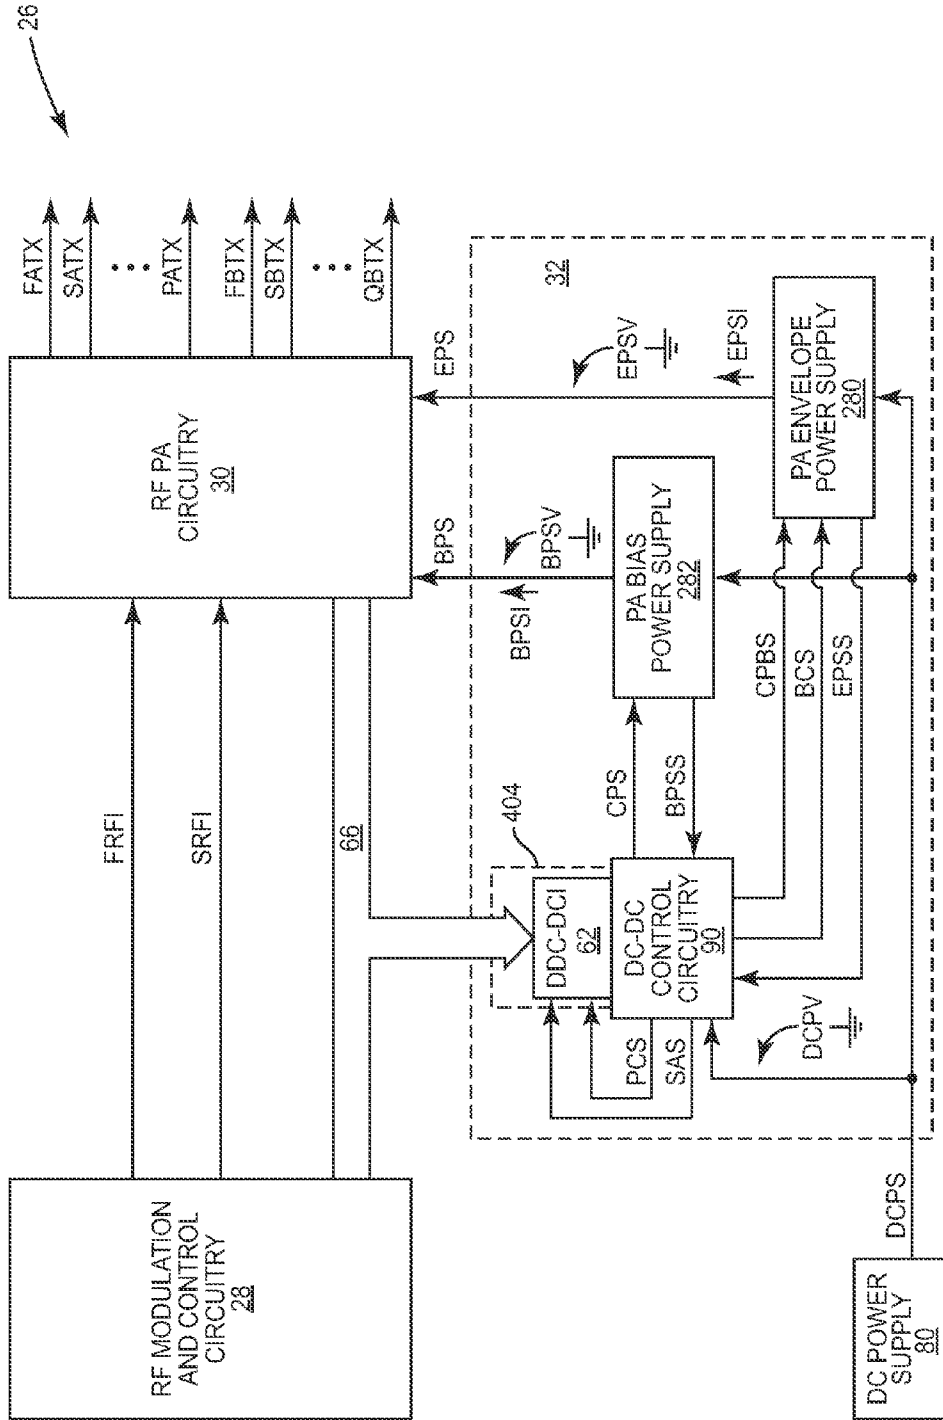 26
FATX
SATX
PATX
FBTX
SBTX
QBTX
RF PA
CIRCUITRY
30
FRFI
SRFI
66
RF MODULATION
AND CONTROL
CIRCUITRY
28
EPS
BPS
32
EPSV
EPSI
PA ENVELOPE
POWER SUPPLY
280
BPSV
BPSI
PA BIAS
POWER SUPPLY
282
CPBS
BCS
EPSS
CPS
BPSS
404
DDC-DCI
62
DC-DC
CONTROL
CIRCUITRY
90
PCS
SAS
DCPV
DCPS
DC POWER
SUPPLY
80